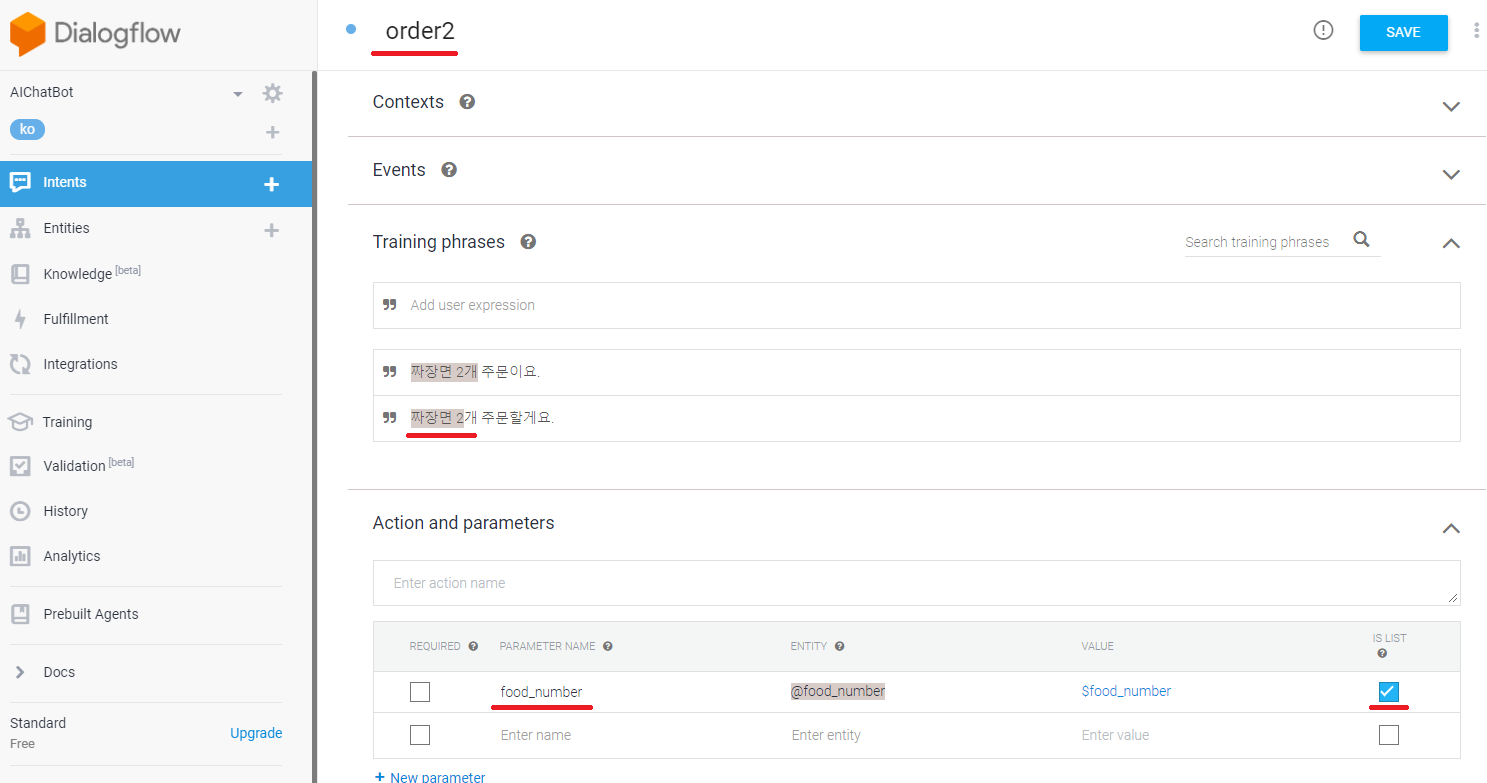 Dialogflow
order2
SAVE
AIChatBot
ko
Intents
Entities
Knowledge [beta]
Fulfillment
Integrations
Training
Validation [beta]
History
Analytics
Prebuilt Agents
Docs
Standard
Free
Upgrade
Contexts
Events
Training phrases
Search training phrases
Add user expression
짜장면 2개 주문이요.
짜장면 2개 주문할게요.
Action and parameters
Enter action name
REQUIRED PARAMETER NAME ENTITY VALUE IS LIST
food_number @food_number $food_number
Enter name Enter entity Enter value
+ New parameter